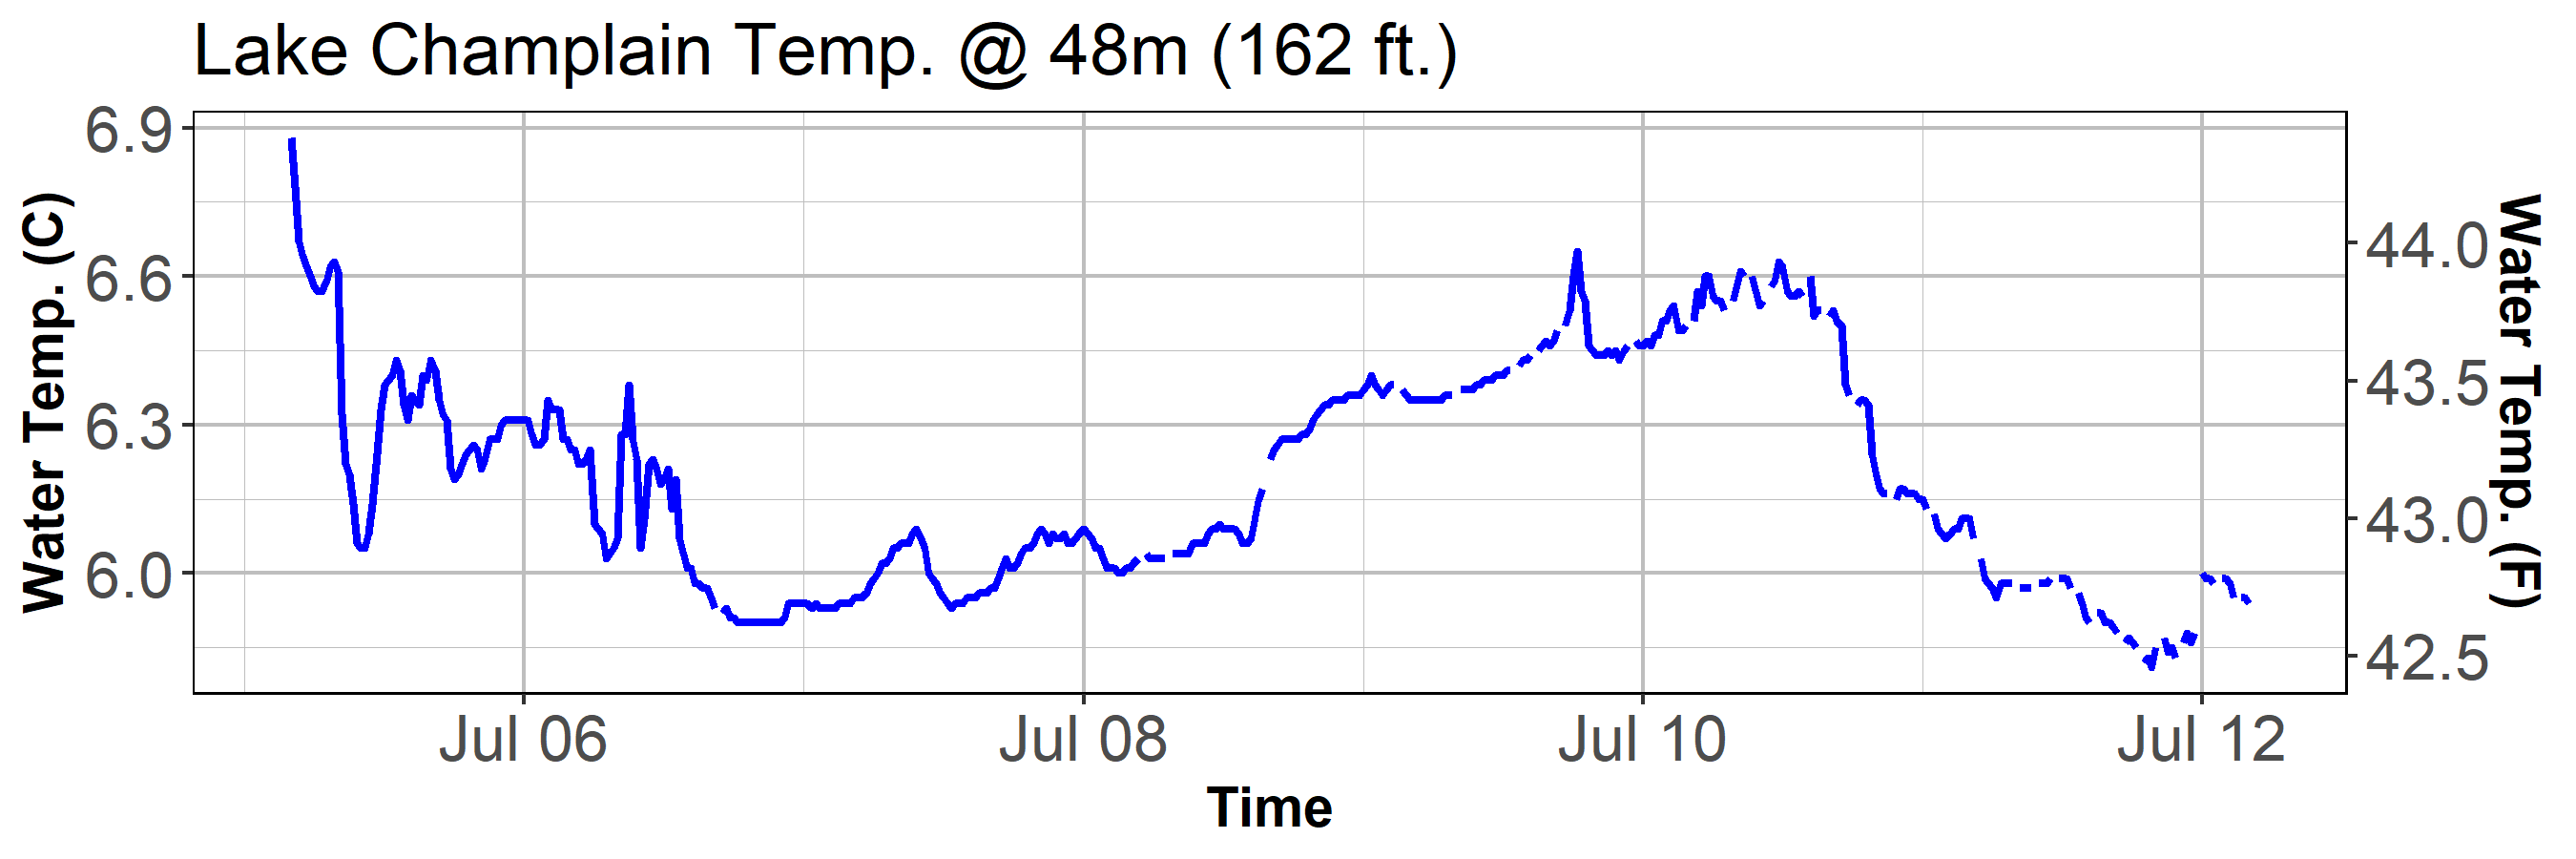 Lake Champlain Temp. @ 48m (162 ft.)
Water Temp. (C)
6.9
6.6
6.3
6.0
44.0
43.5
43.0
42.5
Water Temp. (F)
Jul 06
Jul 08
Jul 10
Jul 12
Time